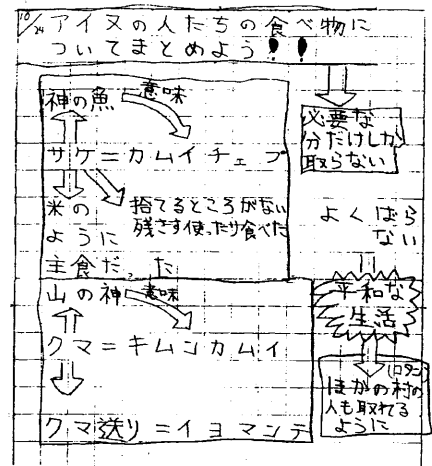 10/24 アイヌの人たちの食べ物に
ついてまとめよう！！
神の魚
意味
サケ＝カムイチェプ
米の
ように
主食だった
捨てるところがない
残さず使ったり食べた
山の神
意味
クマ＝キムンカムイ
クマ送り＝イヨマンテ
必要な
分だけしか
取らない
よくばら
ない
平和な
生活
(コタン)
ほかの村の
人も取れる
ように